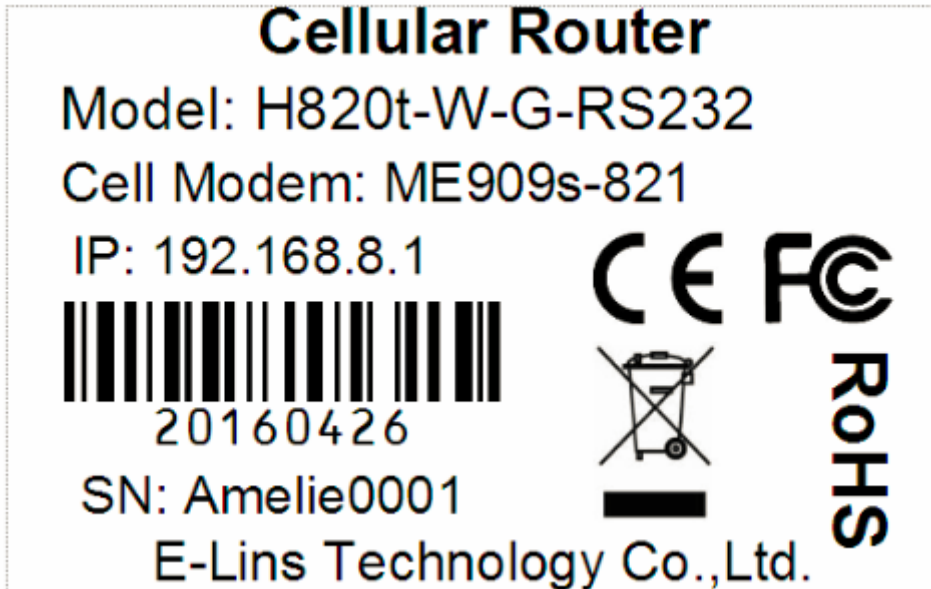 Cellular Router
Model: H820t-W-G-RS232
Cell Modem: ME909s-821
IP: 192.168.8.1
CE FC
20160426
RoHS
SN: Amelie0001
E-Lins Technology Co.,Ltd.